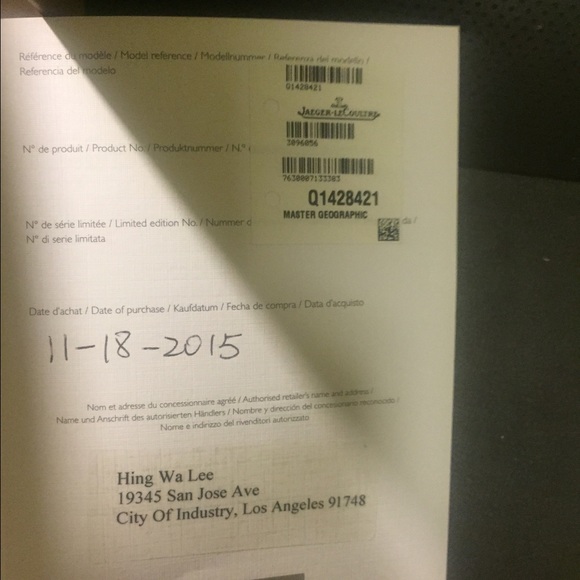 Référence du modèle / Model reference / Modellnummer / Referenza del modello /
Referencia del modelo
Q1428421
JAEGER-LECOULTRE
N° de produit / Product No. / Produktnummer / N.°
3096056
7630007133303
Q1428421
MASTER GEOGRAPHIC
N° de série limitée / Limited edition No. / Nummer d da /
N° di serie limitata
Date d'achat / Date of purchase / Kaufdatum / Fecha de compra / Data d'acquisto
11-18-2015
Nom et adresse du concessionnaire agréé / Authorised retailer's name and address /
Name und Anschrift des autorisierten Händlers / Nombre y dirección del concesionario reconocido /
Nome e indirizzo del rivenditori autorizzato
Hing Wa Lee
19345 San Jose Ave
City Of Industry, Los Angeles 91748